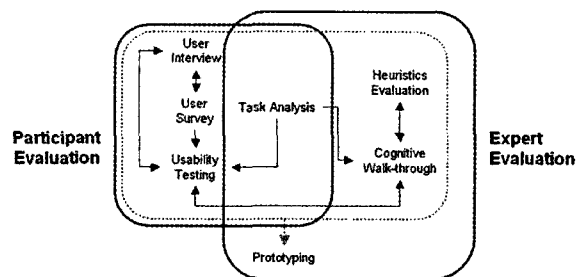 User
Interview
User
Survey
Usability
Testing
Task Analysis
Heuristics
Evaluation
Cognitive
Walk-through
Participant
Evaluation
Expert
Evaluation
Prototyping